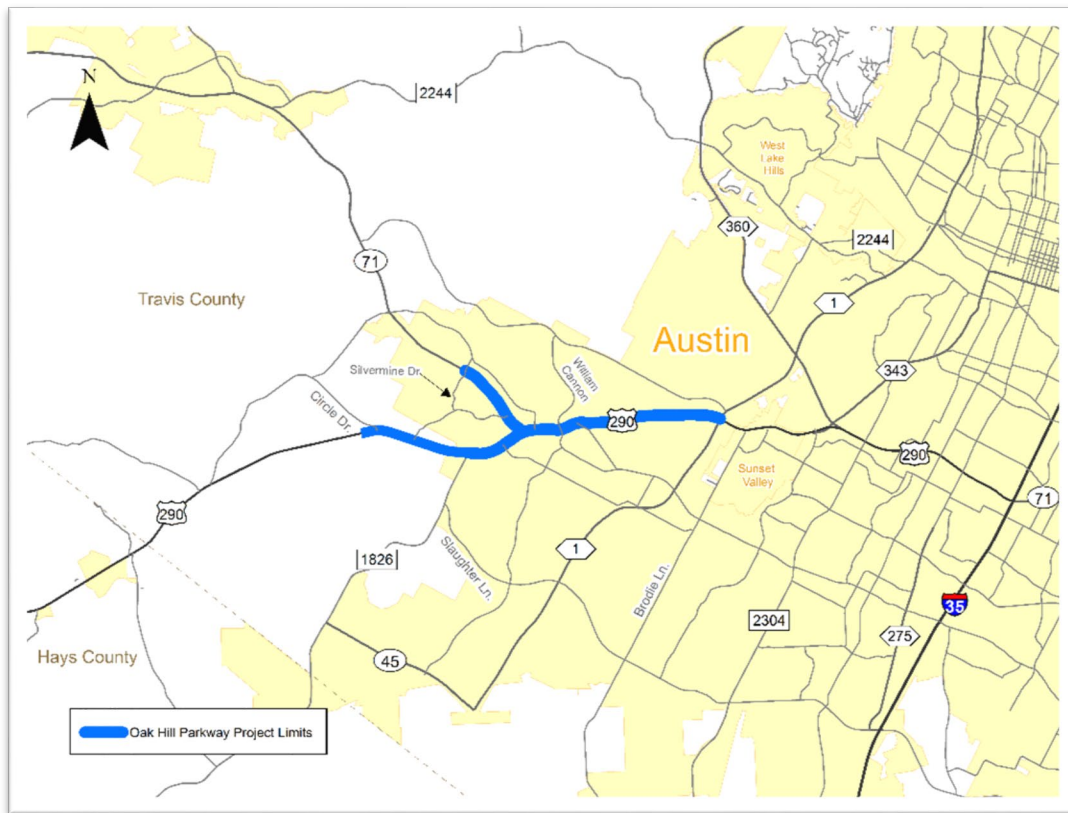 N
2244
West
Lake
Hills
360
2244
71
Travis County
1
Austin
343
Silvermine Dr.
William
Cannon
Circle Dr.
290
290
Sunset
Valley
71
290
1826
Slaughter Ln.
1
Brodie Ln.
35
2304
275
Hays County
45
Oak Hill Parkway Project Limits